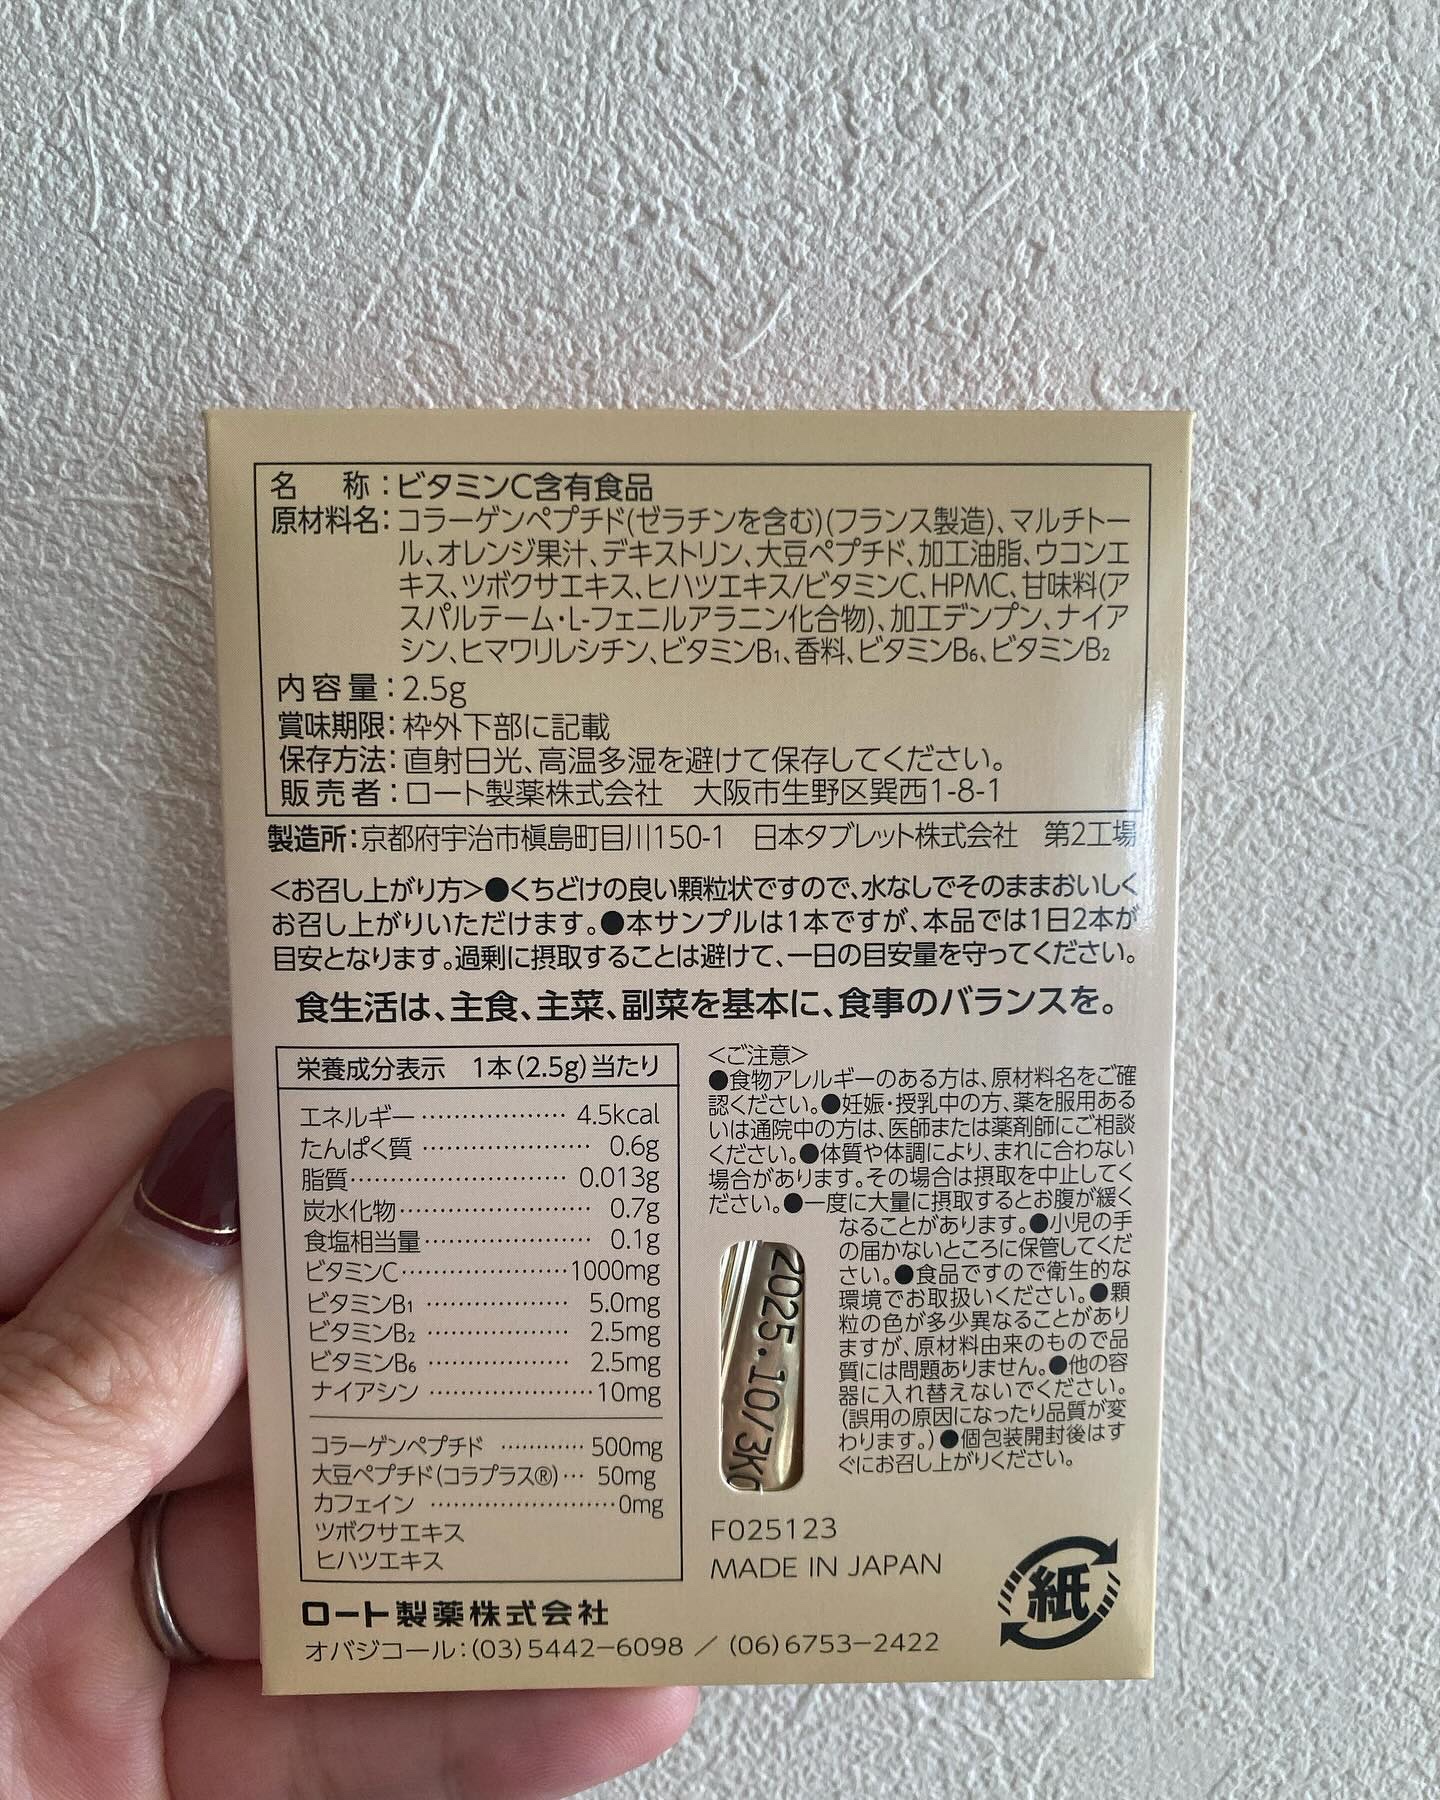 名　称：ビタミンC含有食品
原材料名：コラーゲンペプチド(ゼラチンを含む)(フランス製造)、マルチトー
ル、オレンジ果汁、デキストリン、大豆ペプチド、加工油脂、ウコンエ
キス、ツボクサエキス、ヒハツエキス/ビタミンC、HPMC、甘味料(ア
スパルテーム・L-フェニルアラニン化合物)、加工デンプン、ナイア
シン、ヒマワリレシチン、ビタミンB₁、香料、ビタミンB₆、ビタミンB₂
内容量：2.5g
賞味期限：枠外下部に記載
保存方法：直射日光、高温多湿を避けて保存してください。
販売者：ロート製薬株式会社　大阪市生野区巽西1-8-1
製造所：京都府宇治市槇島町目川150-1　日本タブレット株式会社　第2工場
＜お召し上がり方＞●くちどけの良い顆粒状ですので、水なしでそのままおいしく
お召し上がりいただけます。●本サンプルは1本ですが、本品では1日2本が
目安となります。過剰に摂取することは避けて、一日の目安量を守ってください。
食生活は、主食、主菜、副菜を基本に、食事のバランスを。
栄養成分表示　1本(2.5g)当たり
エネルギー………………4.5kcal
たんぱく質………………0.6g
脂質………………0.013g
炭水化物………………0.7g
食塩相当量………………0.1g
ビタミンC………………1000mg
ビタミンB₁………………5.0mg
ビタミンB₂………………2.5mg
ビタミンB₆………………2.5mg
ナイアシン………………10mg
コラーゲンペプチド…………500mg
大豆ペプチド(コラプラス®)…50mg
カフェイン………………0mg
ツボクサエキス
ヒハツエキス
＜ご注意＞
●食物アレルギーのある方は、原材料名をご確
認ください。●妊娠・授乳中の方、薬を服用ある
いは通院中の方は、医師または薬剤師にご相談
ください。●体質や体調により、まれに合わない
場合があります。その場合は摂取を中止してく
ださい。●一度に大量に摂取するとお腹が緩く
なることがあります。●小児の手
の届かないところに保管してくだ
さい。●食品ですので衛生的な
環境でお取扱いください。●顆
粒の色が多少異なることがあり
ますが、原材料由来のもので品
質には問題ありません。●他の容
器に入れ替えないでください。
(誤用の原因になったり品質が変
わります。)●個包装開封後はす
ぐにお召し上がりください。
2025.10/3K
F025123
MADE IN JAPAN
紙
ロート製薬株式会社
オバジコール：(03)5442−6098 ／ (06)6753−2422